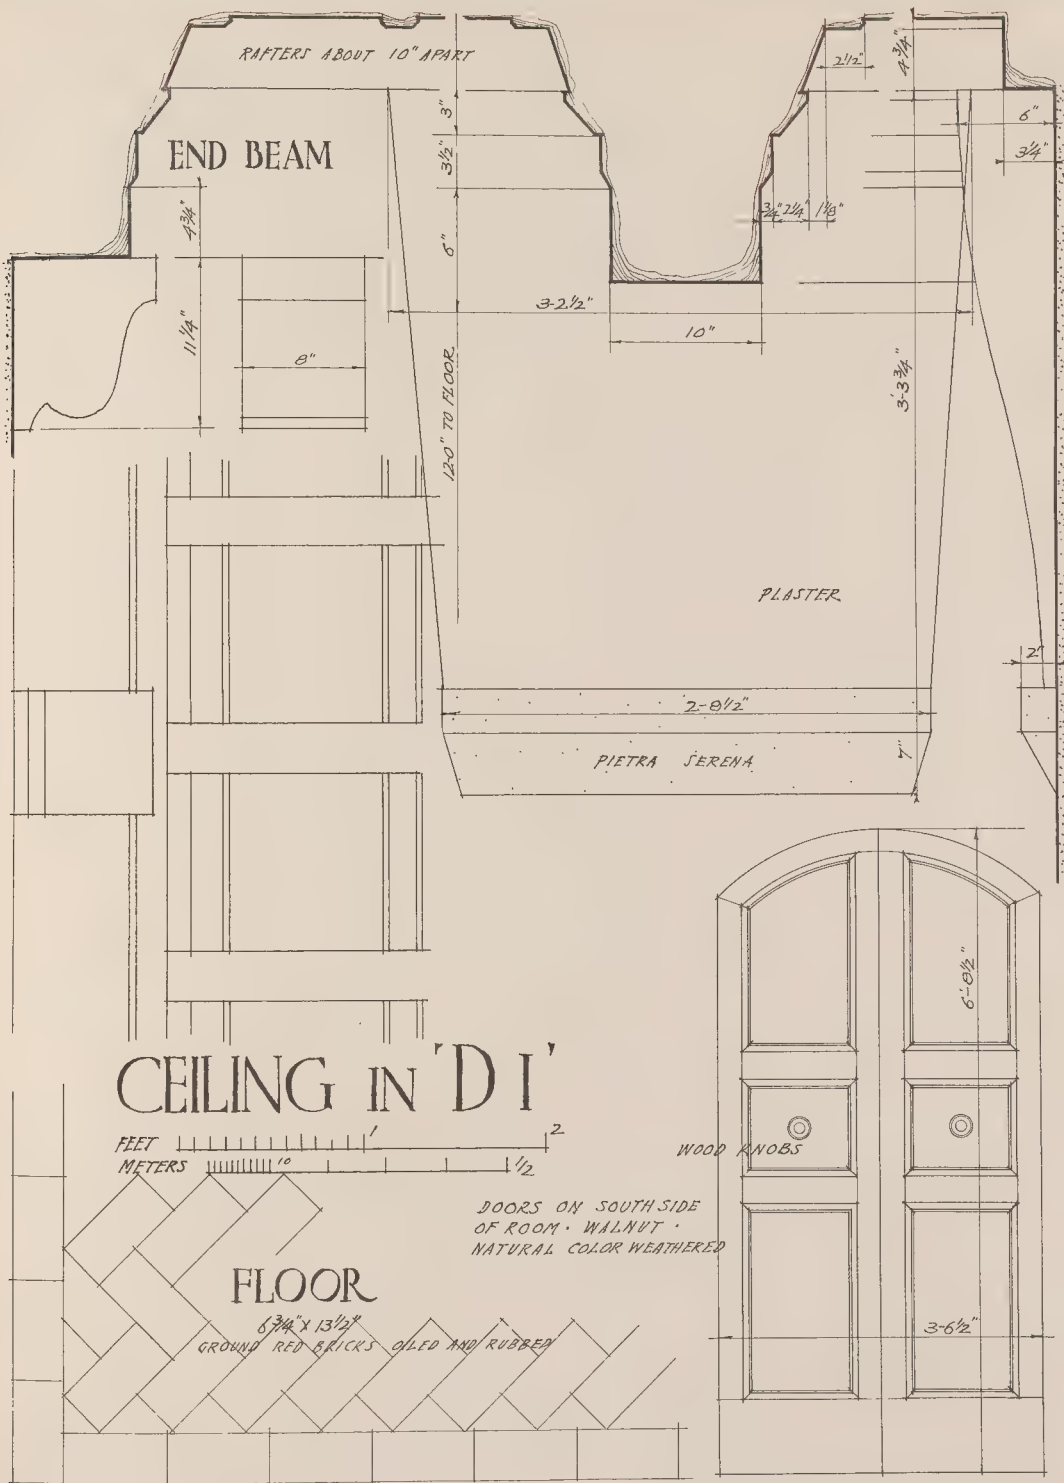 RAFTERS ABOUT 10" APART
END BEAM
3"
3½"
6"
4¾"
11¼"
8"
12-0" TO FLOOR
3-2½"
10"
2½"
4¾"
6"
3¼"
¾" 2¼" 1⅛"
3'-3¾"
PLASTER
2"
2-8½"
PIETRA SERENA
7"
6'-8½"
CEILING IN 'D I'
FEET 1 2
METERS 10 1/2
WOOD KNOBS
DOORS ON SOUTH SIDE
OF ROOM · WALNUT ·
NATURAL COLOR WEATHERED
FLOOR
6¾" X 13½"
GROUND RED BRICKS OILED AND RUBBED
3-6½"